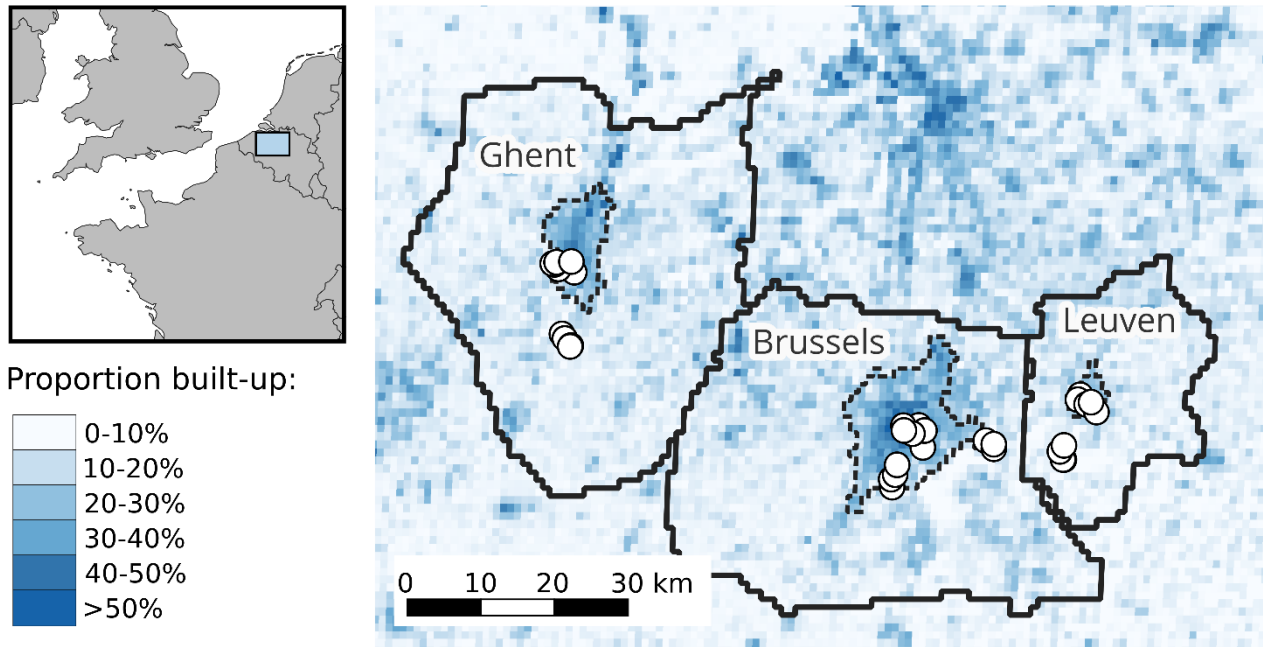 Ghent
Brussels
Leuven
Proportion built-up:
0-10%
10-20%
20-30%
30-40%
40-50%
>50%
0 10 20 30 km